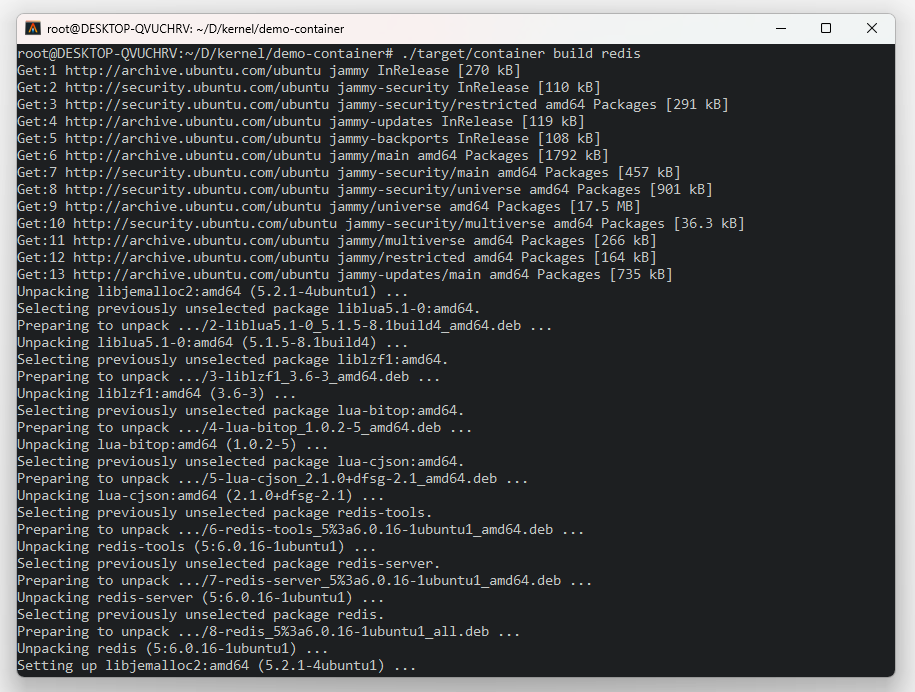 root@DESKTOP-QVUCHRV: ~/D/kernel/demo-container
root@DESKTOP-QVUCHRV:~/D/kernel/demo-container# ./target/container build redis
Get:1 http://archive.ubuntu.com/ubuntu jammy InRelease [270 kB]
Get:2 http://security.ubuntu.com/ubuntu jammy-security InRelease [110 kB]
Get:3 http://security.ubuntu.com/ubuntu jammy-security/restricted amd64 Packages [291 kB]
Get:4 http://archive.ubuntu.com/ubuntu jammy-updates InRelease [119 kB]
Get:5 http://archive.ubuntu.com/ubuntu jammy-backports InRelease [108 kB]
Get:6 http://archive.ubuntu.com/ubuntu jammy/main amd64 Packages [1792 kB]
Get:7 http://security.ubuntu.com/ubuntu jammy-security/main amd64 Packages [457 kB]
Get:8 http://security.ubuntu.com/ubuntu jammy-security/universe amd64 Packages [901 kB]
Get:9 http://archive.ubuntu.com/ubuntu jammy/universe amd64 Packages [17.5 MB]
Get:10 http://security.ubuntu.com/ubuntu jammy-security/multiverse amd64 Packages [36.3 kB]
Get:11 http://archive.ubuntu.com/ubuntu jammy/multiverse amd64 Packages [266 kB]
Get:12 http://archive.ubuntu.com/ubuntu jammy/restricted amd64 Packages [164 kB]
Get:13 http://archive.ubuntu.com/ubuntu jammy-updates/main amd64 Packages [735 kB]
Unpacking libjemalloc2:amd64 (5.2.1-4ubuntu1) ...
Selecting previously unselected package liblua5.1-0:amd64.
Preparing to unpack .../2-liblua5.1-0_5.1.5-8.1build4_amd64.deb ...
Unpacking liblua5.1-0:amd64 (5.1.5-8.1build4) ...
Selecting previously unselected package liblzf1:amd64.
Preparing to unpack .../3-liblzf1_3.6-3_amd64.deb ...
Unpacking liblzf1:amd64 (3.6-3) ...
Selecting previously unselected package lua-bitop:amd64.
Preparing to unpack .../4-lua-bitop_1.0.2-5_amd64.deb ...
Unpacking lua-bitop:amd64 (1.0.2-5) ...
Selecting previously unselected package lua-cjson:amd64.
Preparing to unpack .../5-lua-cjson_2.1.0+dfsg-2.1_amd64.deb ...
Unpacking lua-cjson:amd64 (2.1.0+dfsg-2.1) ...
Selecting previously unselected package redis-tools.
Preparing to unpack .../6-redis-tools_5%3a6.0.16-1ubuntu1_amd64.deb ...
Unpacking redis-tools (5:6.0.16-1ubuntu1) ...
Selecting previously unselected package redis-server.
Preparing to unpack .../7-redis-server_5%3a6.0.16-1ubuntu1_amd64.deb ...
Unpacking redis-server (5:6.0.16-1ubuntu1) ...
Selecting previously unselected package redis.
Preparing to unpack .../8-redis_5%3a6.0.16-1ubuntu1_all.deb ...
Unpacking redis (5:6.0.16-1ubuntu1) ...
Setting up libjemalloc2:amd64 (5.2.1-4ubuntu1) ...